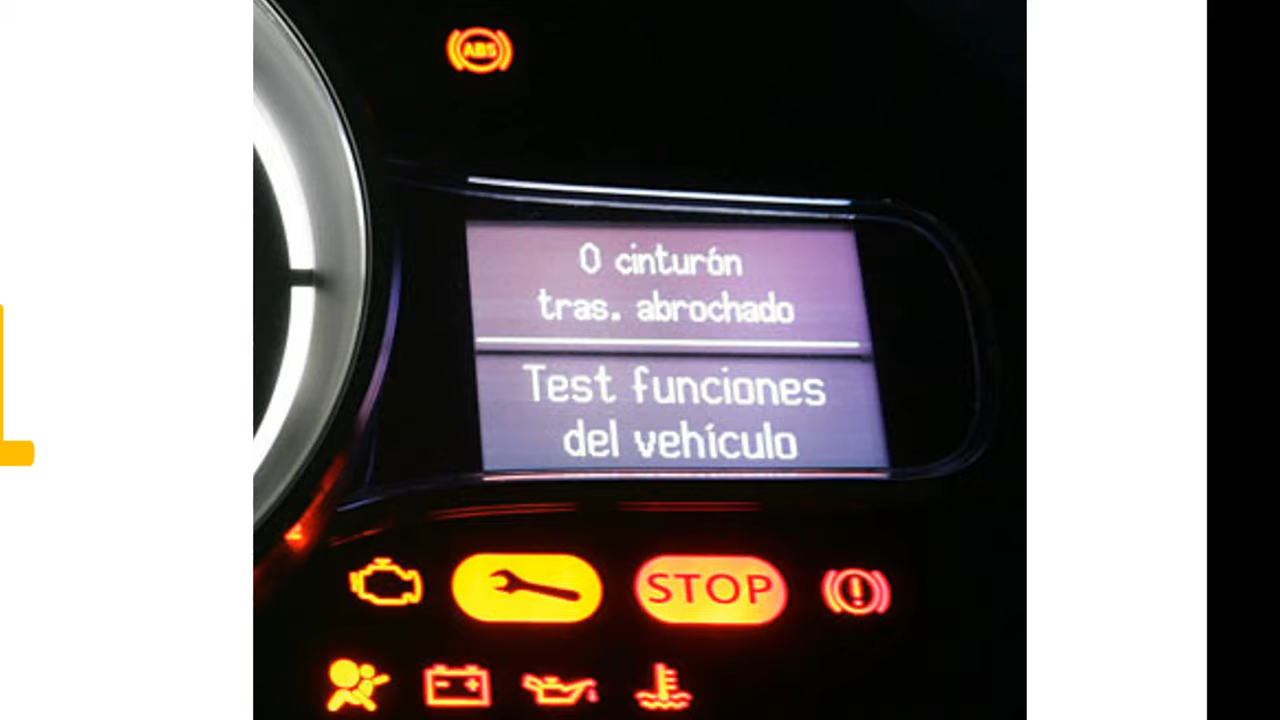 ABS
0 cinturón
tras. abrochado
Test funciones
del vehículo
STOP